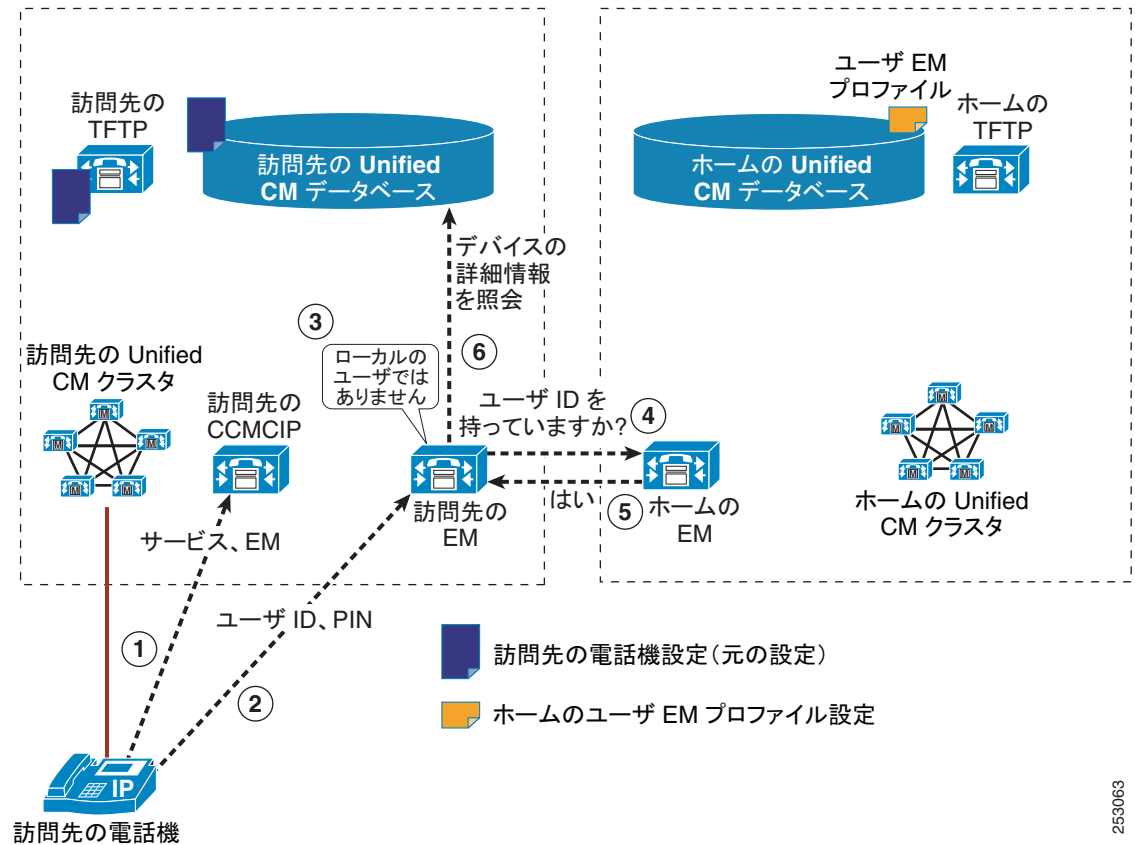 訪問先の
TFTP
訪問先の Unified
CM データベース
ユーザ EM
プロファイル
ホームの
TFTP
ホームの Unified
CM データベース
デバイスの
詳細情報
を照会
3
ローカルの
ユーザでは
ありません
6
訪問先の Unified
CM クラスタ
M
M
M
M
M
訪問先の
CCMCIP
ユーザ ID を
持っていますか?
4
はい
5
訪問先の
EM
ホームの
EM
M
M
M
M
M
ホームの Unified
CM クラスタ
サービス、EM
ユーザ ID、PIN
1
2
訪問先の電話機設定(元の設定)
ホームのユーザ EM プロファイル設定
IP
訪問先の電話機
253063